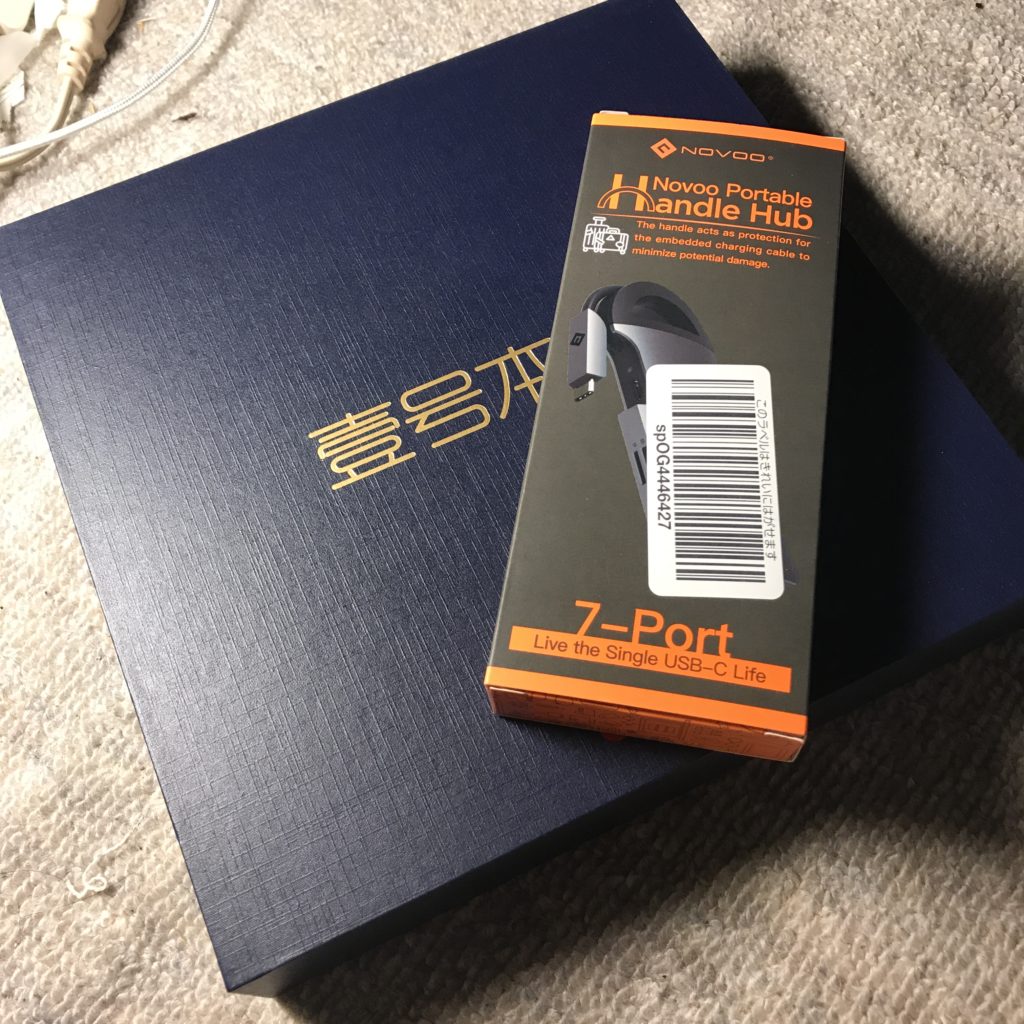 NOVOO®
Novoo Portable
Handle Hub
The handle acts as protection for
the embedded charging cable to
minimize potential damage.
壹号本
このラベルはきれいにはがせます
spOG4446427
7-Port
Live the Single USB-C Life